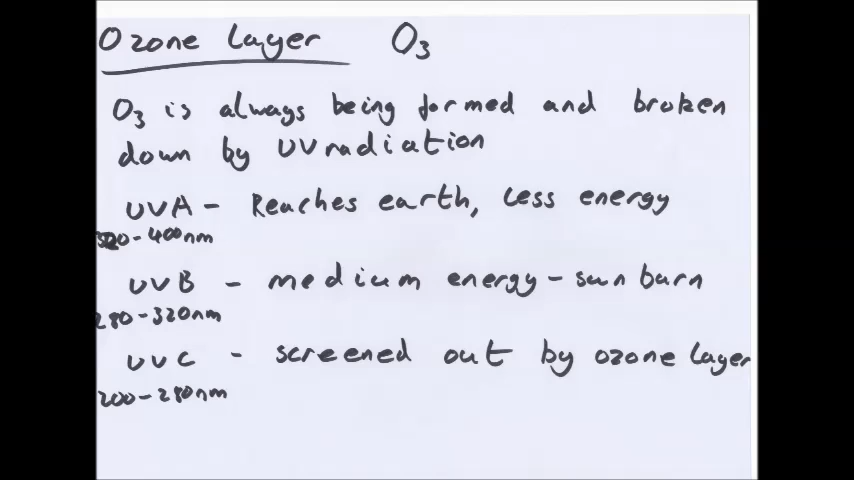 Ozone Layer O3
O3 is always being formed and broken
down by UV radiation
UVA - Reaches earth, Less energy
320-400nm
UVB - medium energy - sun burn
280-320nm
UVC - screened out by ozone Layer
200-280nm